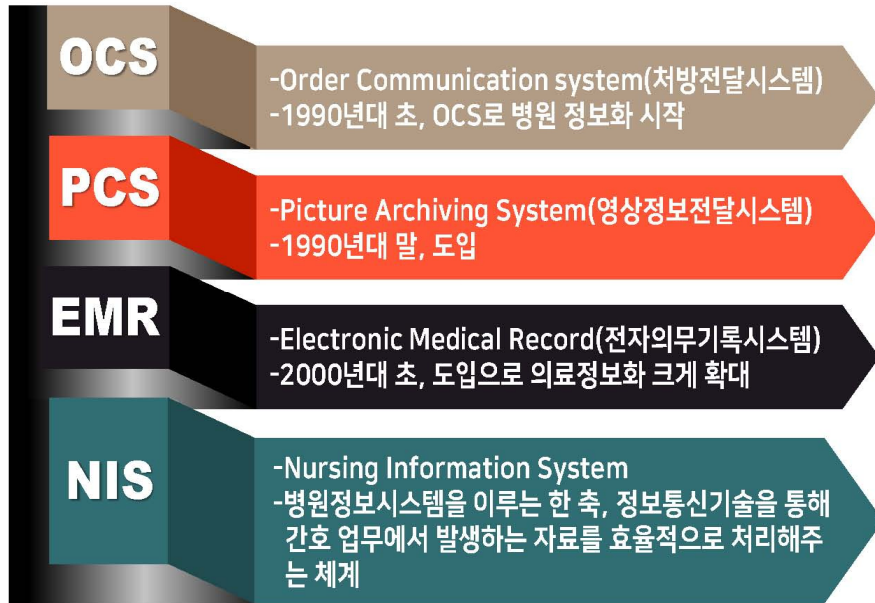 OCS
-Order Communication system(처방전달시스템)
-1990년대 초, OCS로 병원 정보화 시작
PCS
-Picture Archiving System(영상정보전달시스템)
-1990년대 말, 도입
EMR
-Electronic Medical Record(전자의무기록시스템)
-2000년대 초, 도입으로 의료정보화 크게 확대
NIS
-Nursing Information System
-병원정보시스템을 이루는 한 축, 정보통신기술을 통해
간호 업무에서 발생하는 자료를 효율적으로 처리해주
는 체계